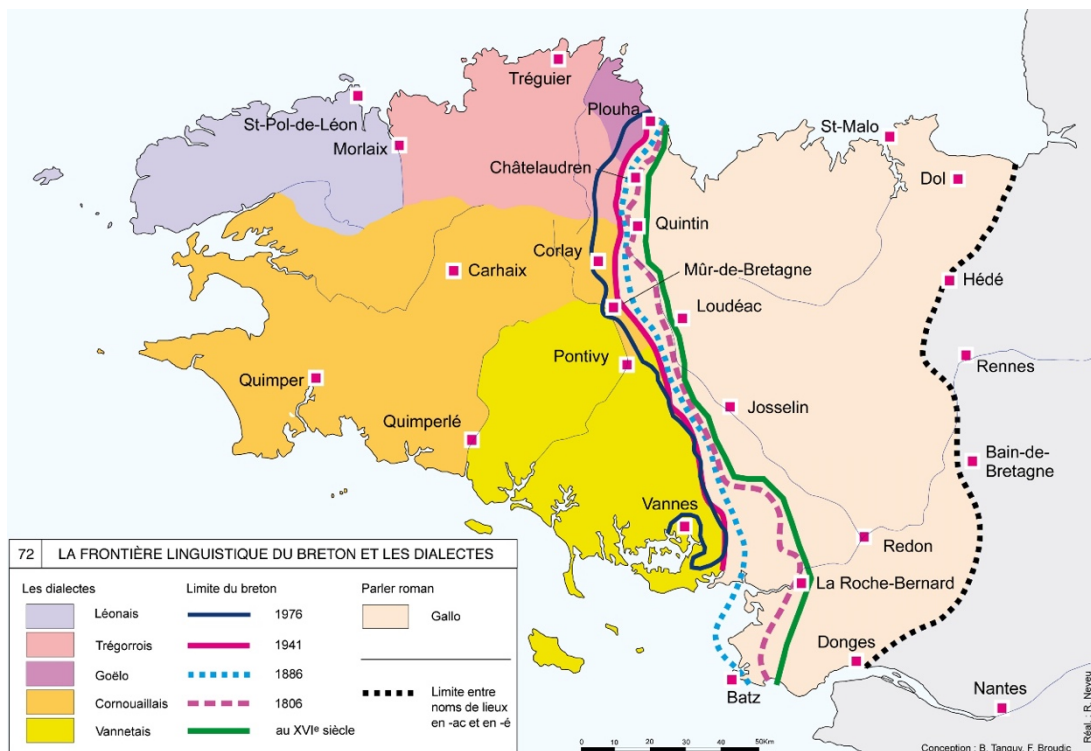 Tréguier
Plouha
St-Pol-de-Léon
Morlaix
St-Malo
Châtelaudren
Dol
Quintin
Corlay
Carhaix
Mûr-de-Bretagne
Hédé
Loudéac
Pontivy
Rennes
Quimper
Josselin
Quimperlé
Bain-de-
Bretagne
Vannes
Redon
La Roche-Bernard
Donges
Batz
Nantes
72 LA FRONTIÈRE LINGUISTIQUE DU BRETON ET LES DIALECTES
Les dialectes
Léonais
Trégorrois
Goëlo
Cornouaillais
Vannetais
Limite du breton
1976
1941
1886
1806
au XVIe siècle
Parler roman
Gallo
Limite entre
noms de lieux
en -ac et en -é
0 10 20 30 40 50Km
Conception : B. Tanguy, F. Broudic
Réal. : R. Neveu